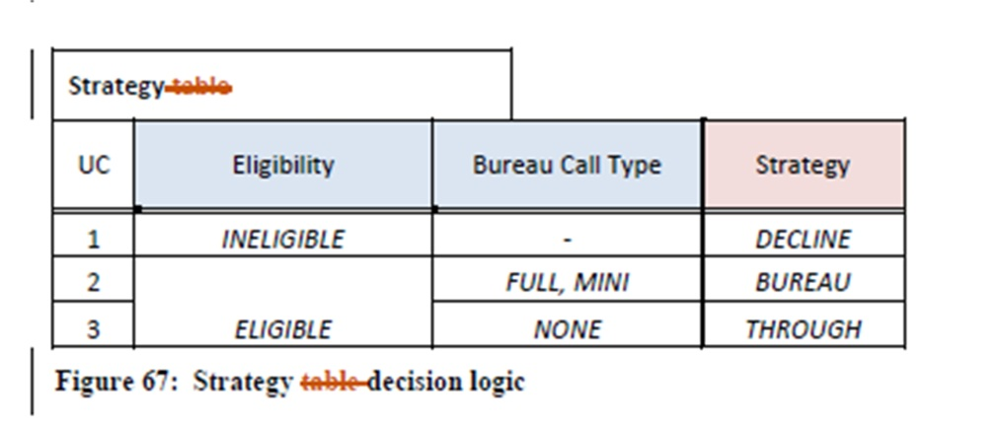 Strategy table
UC Eligibility Bureau Call Type Strategy
1 INELIGIBLE - DECLINE
2 FULL, MINI BUREAU
3 ELIGIBLE NONE THROUGH
Figure 67: Strategy table decision logic